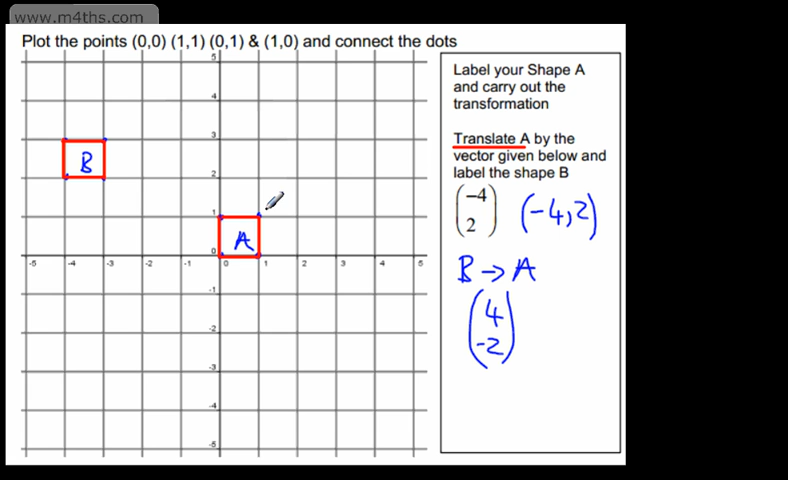 www.m4ths.com
Plot the points (0,0) (1,1) (0,1) & (1,0) and connect the dots
Label your Shape A
and carry out the
transformation
Translate A by the
vector given below and
label the shape B
(-4
2) (-4,2)
B → A
(4
-2)
5
4
3
B
2
1
A
0
-5 -4 -3 -2 -1 0 1 2 3 4 5
-1
-2
-3
-4
-5